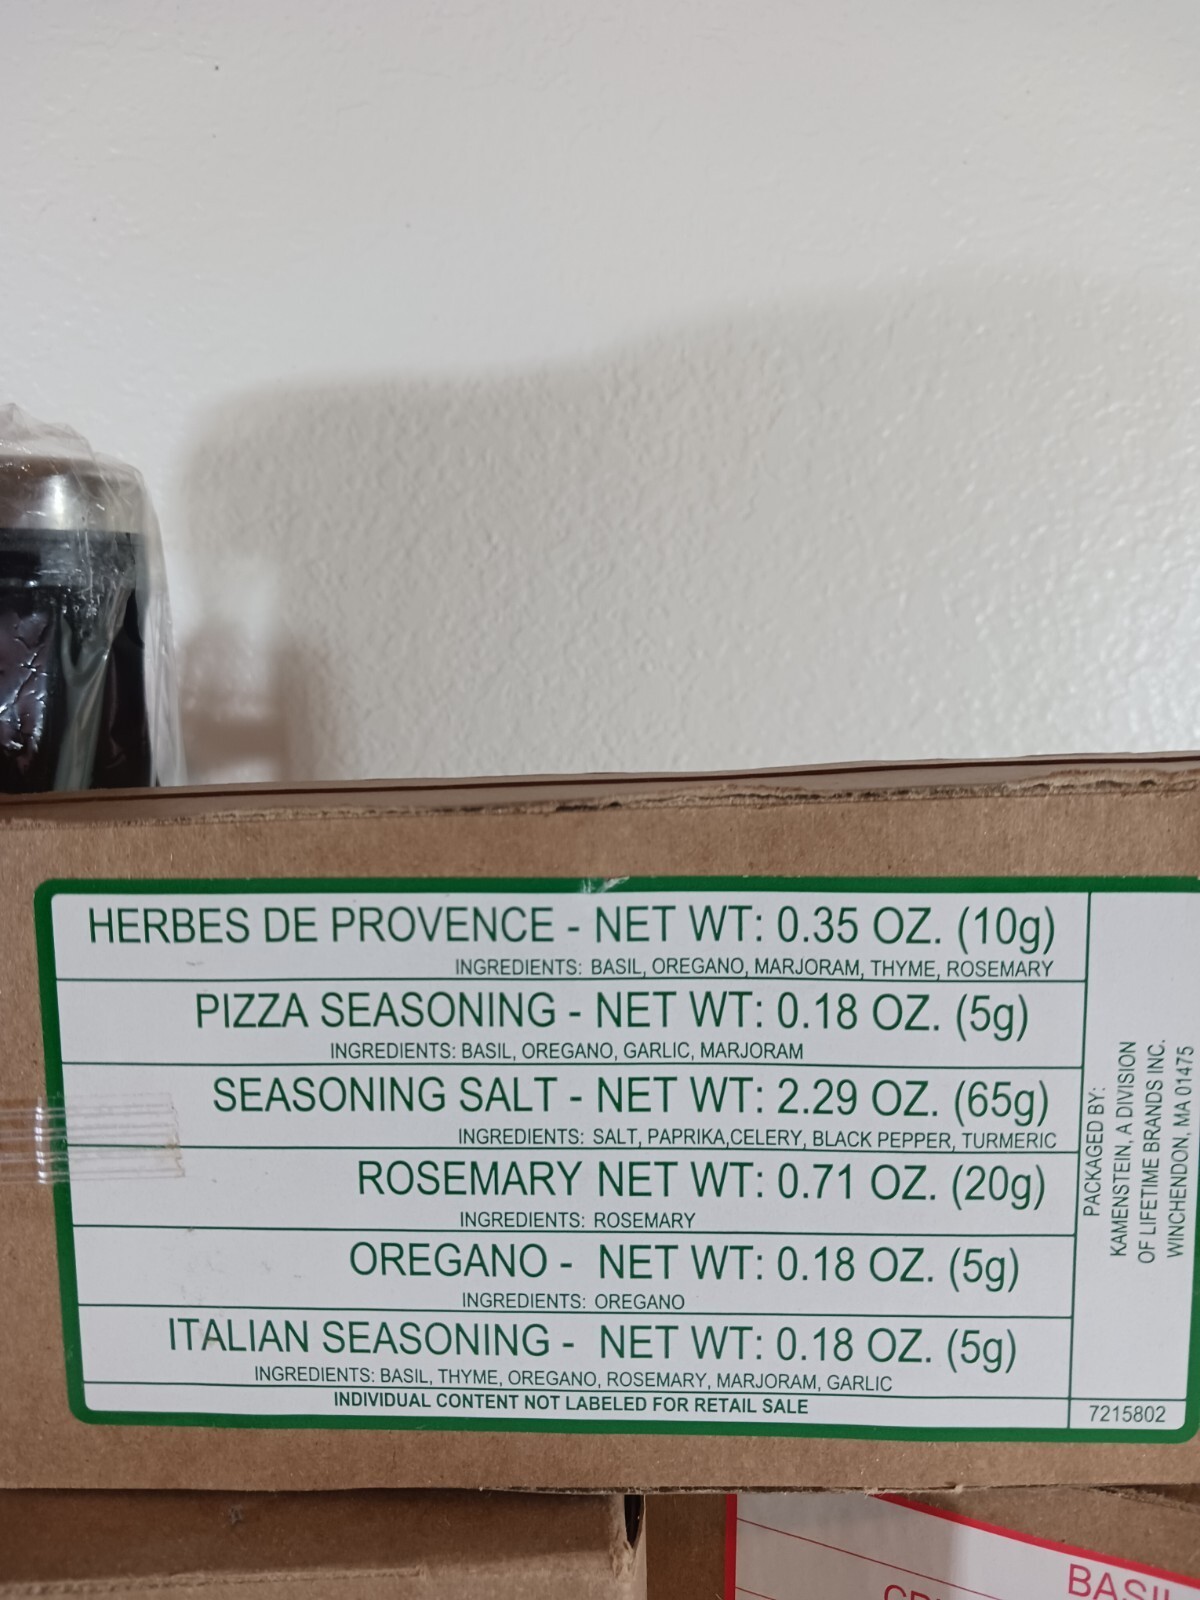 HERBES DE PROVENCE - NET WT: 0.35 OZ. (10g)
INGREDIENTS: BASIL, OREGANO, MARJORAM, THYME, ROSEMARY
PIZZA SEASONING - NET WT: 0.18 OZ. (5g)
INGREDIENTS: BASIL, OREGANO, GARLIC, MARJORAM
SEASONING SALT - NET WT: 2.29 OZ. (65g)
INGREDIENTS: SALT, PAPRIKA,CELERY, BLACK PEPPER, TURMERIC
ROSEMARY NET WT: 0.71 OZ. (20g)
INGREDIENTS: ROSEMARY
OREGANO - NET WT: 0.18 OZ. (5g)
INGREDIENTS: OREGANO
ITALIAN SEASONING - NET WT: 0.18 OZ. (5g)
INGREDIENTS: BASIL, THYME, OREGANO, ROSEMARY, MARJORAM, GARLIC
INDIVIDUAL CONTENT NOT LABELED FOR RETAIL SALE
PACKAGED BY:
KAMENSTEIN, A DIVISION
OF LIFETIME BRANDS INC.
WINCHENDON, MA 01475
7215802